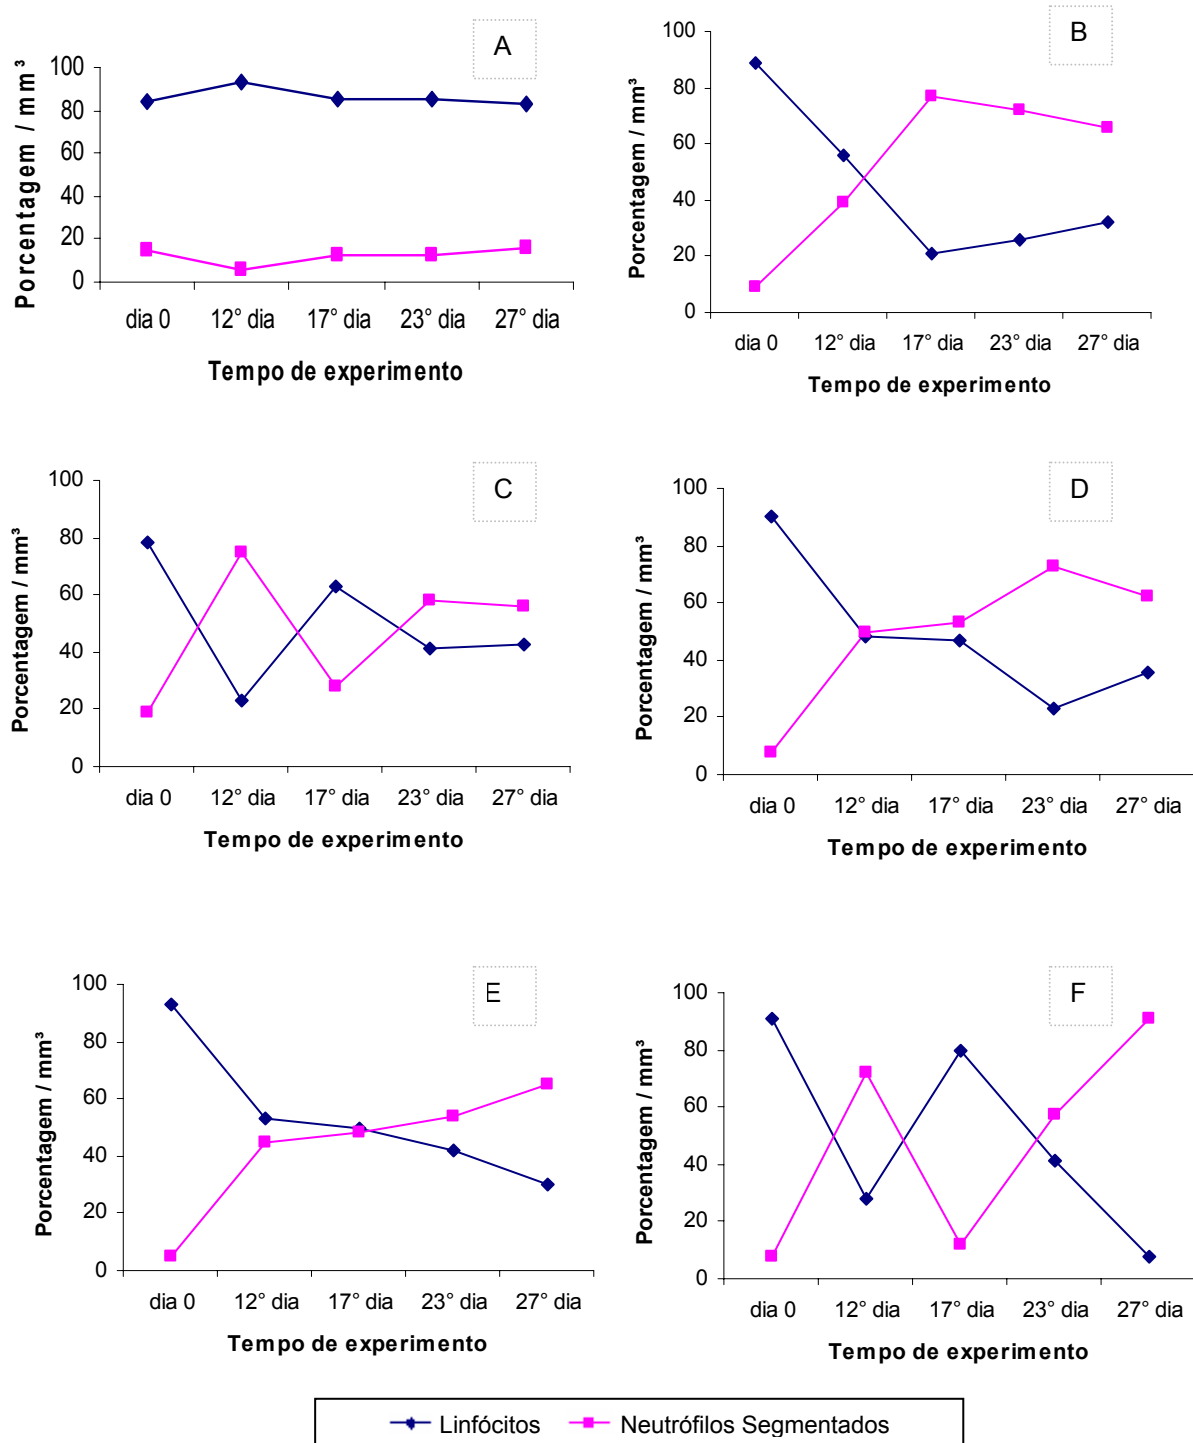 A
Porcentagem / mm³
100
80
60
40
20
0
dia 0 12° dia 17° dia 23° dia 27° dia
Tempo de experimento
B
Porcentagem / mm³
100
80
60
40
20
0
dia 0 12° dia 17° dia 23° dia 27° dia
Tempo de experimento
C
Porcentagem / mm³
100
80
60
40
20
0
dia 0 12° dia 17° dia 23° dia 27° dia
Tempo de experimento
D
Porcentagem / mm³
100
80
60
40
20
0
dia 0 12° dia 17° dia 23° dia 27° dia
Tempo de experimento
E
Porcentagem / mm³
100
80
60
40
20
0
dia 0 12° dia 17° dia 23° dia 27° dia
Tempo de experimento
F
Porcentagem / mm³
100
80
60
40
20
0
dia 0 12° dia 17° dia 23° dia 27° dia
Tempo de experimento
Linfócitos Neutrófilos Segmentados